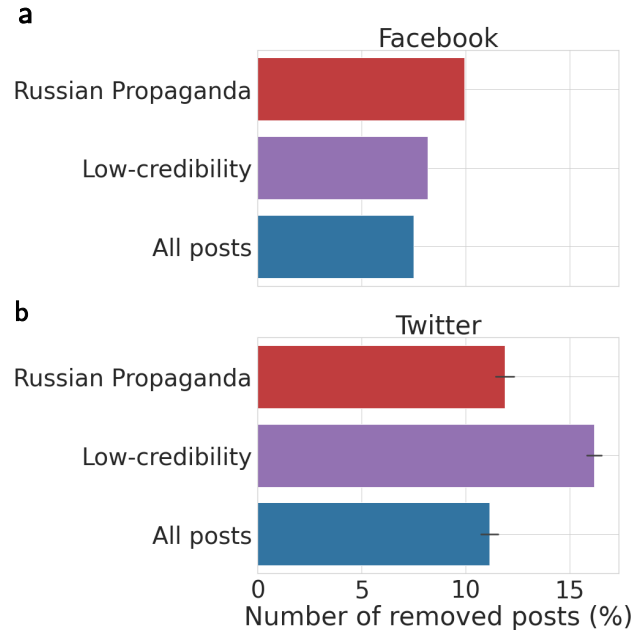 a
Facebook
Russian Propaganda
Low-credibility
All posts
b
Twitter
Russian Propaganda
Low-credibility
All posts
0 5 10 15
Number of removed posts (%)